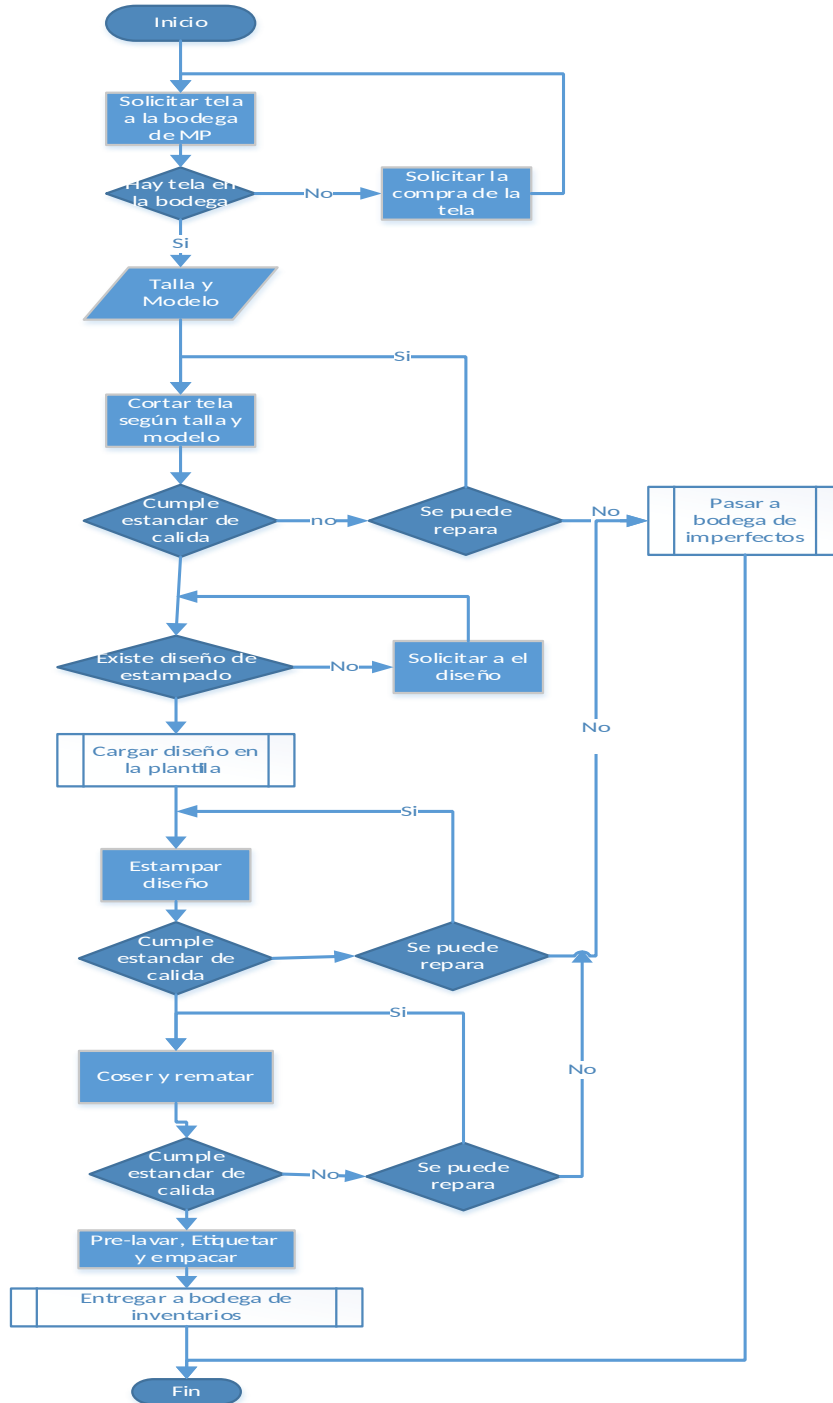 Inicio
Solicitar tela
a la bodega
de MP
Hay tela en
la bodega
No
Solicitar la
compra de la
tela
Si
Talla y
Modelo
Si
Cortar tela
según talla y
modelo
Cumple
estandar de
calida
no
Se puede
repara
No
Pasar a
bodega de
imperfectos
Existe diseño de
estampado
No
Solicitar a el
diseño
No
Cargar diseño en
la plantila
Si
Estampar
diseño
Cumple
estandar de
calida
Se puede
repara
Si
Coser y rematar
No
Cumple
estandar de
calida
No
Se puede
repara
Pre-lavar, Etiquetar
y empacar
Entregar a bodega de
inventarios
Fin